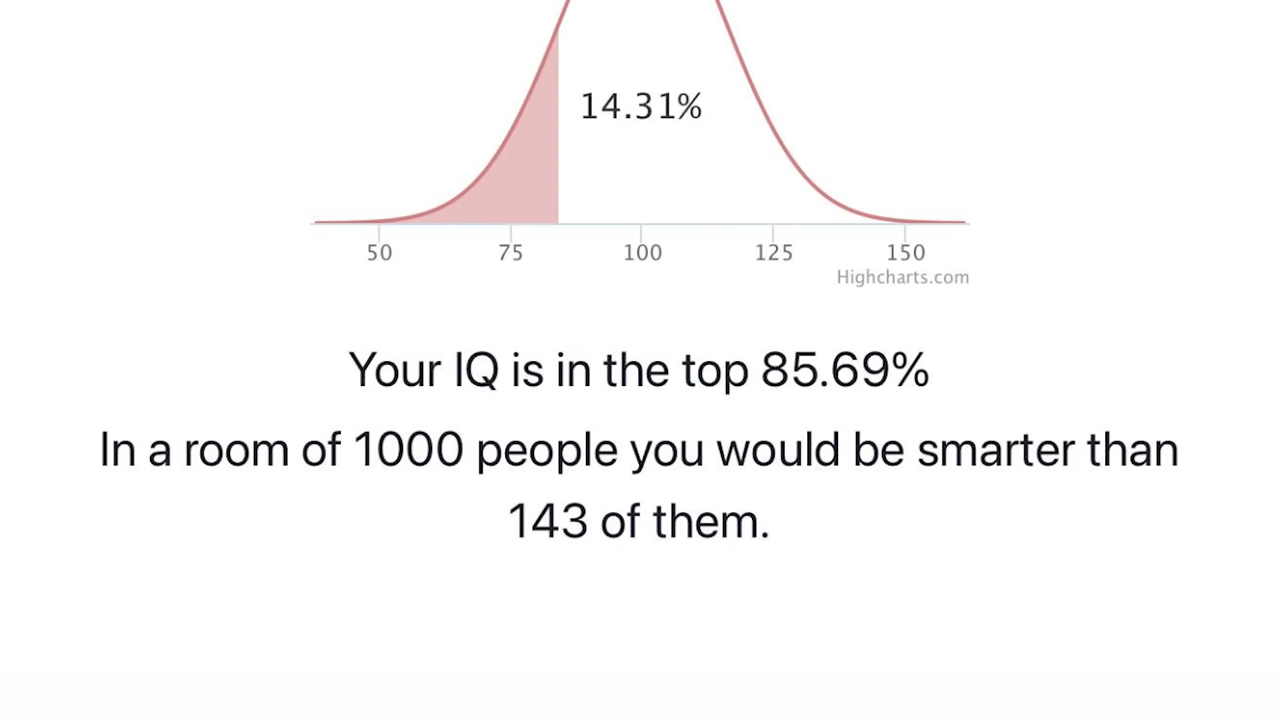 14.31%
50 75 100 125 150
Highcharts.com
Your IQ is in the top 85.69%
In a room of 1000 people you would be smarter than
143 of them.